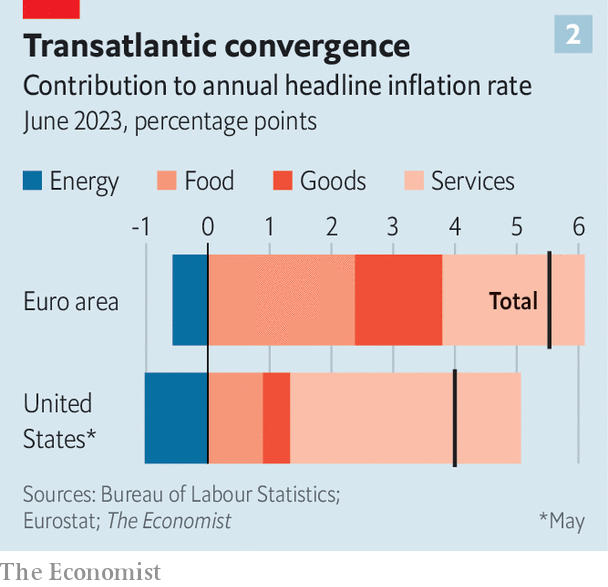 Transatlantic convergence
2
Contribution to annual headline inflation rate
June 2023, percentage points
Energy Food Goods Services
-1 0 1 2 3 4 5 6
Euro area
Total
United
States*
Sources: Bureau of Labour Statistics;
Eurostat; The Economist
*May
The Economist